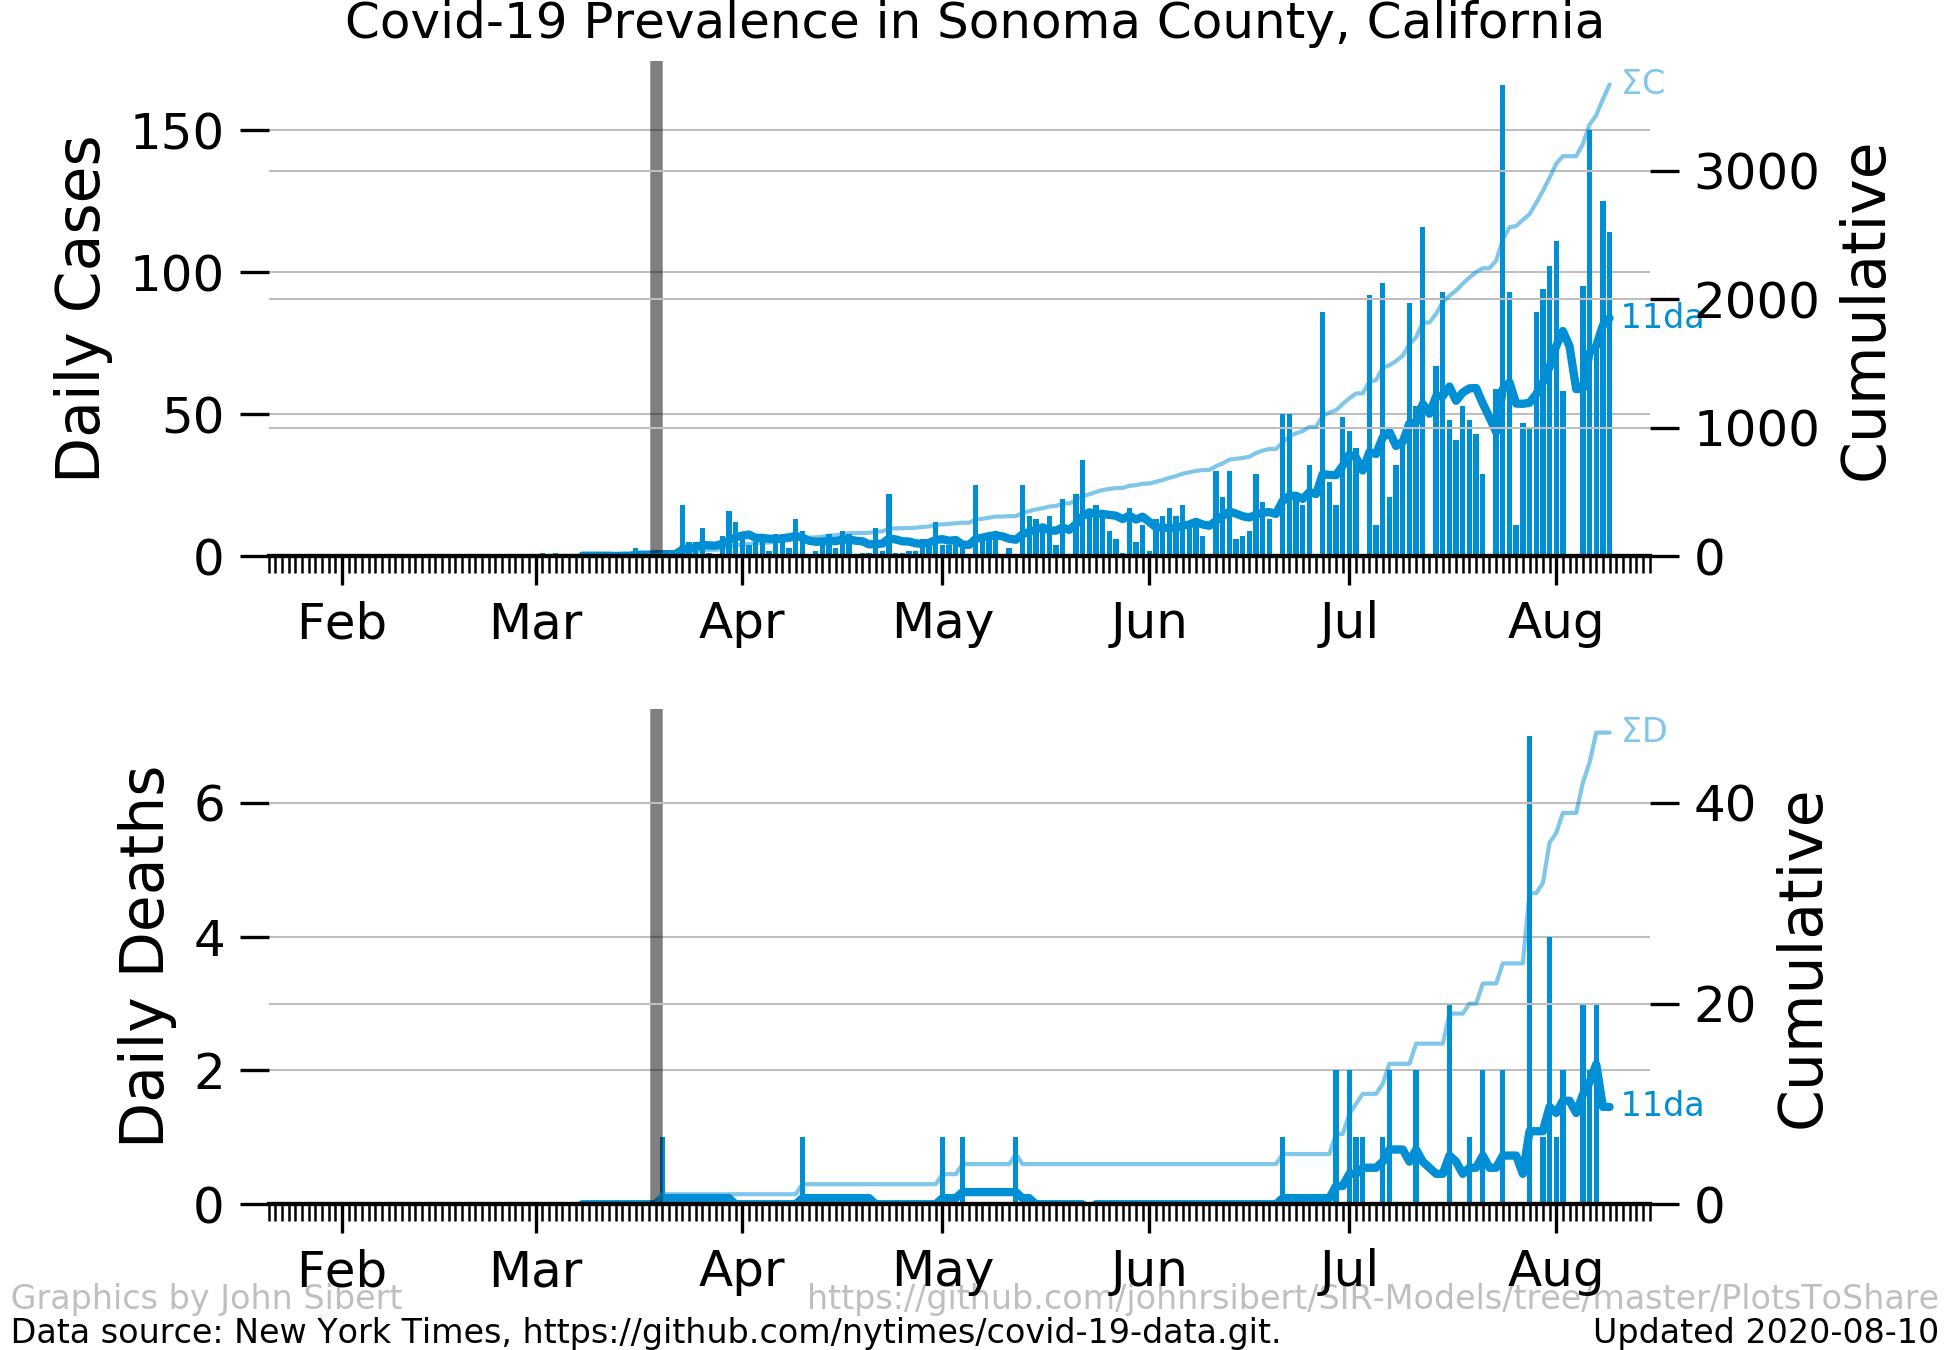 Covid-19 Prevalence in Sonoma County, California
Daily Cases
150
100
50
0
ΣC
11da
3000
2000
1000
0
Cumulative
Feb Mar Apr May Jun Jul Aug
Daily Deaths
6
4
2
0
ΣD
11da
40
20
0
Cumulative
Feb Mar Apr May Jun Jul Aug
Graphics by John Sibert https://github.com/johnrsibert/SIR-Models/tree/master/PlotsToShare
Data source: New York Times, https://github.com/nytimes/covid-19-data.git. Updated 2020-08-10